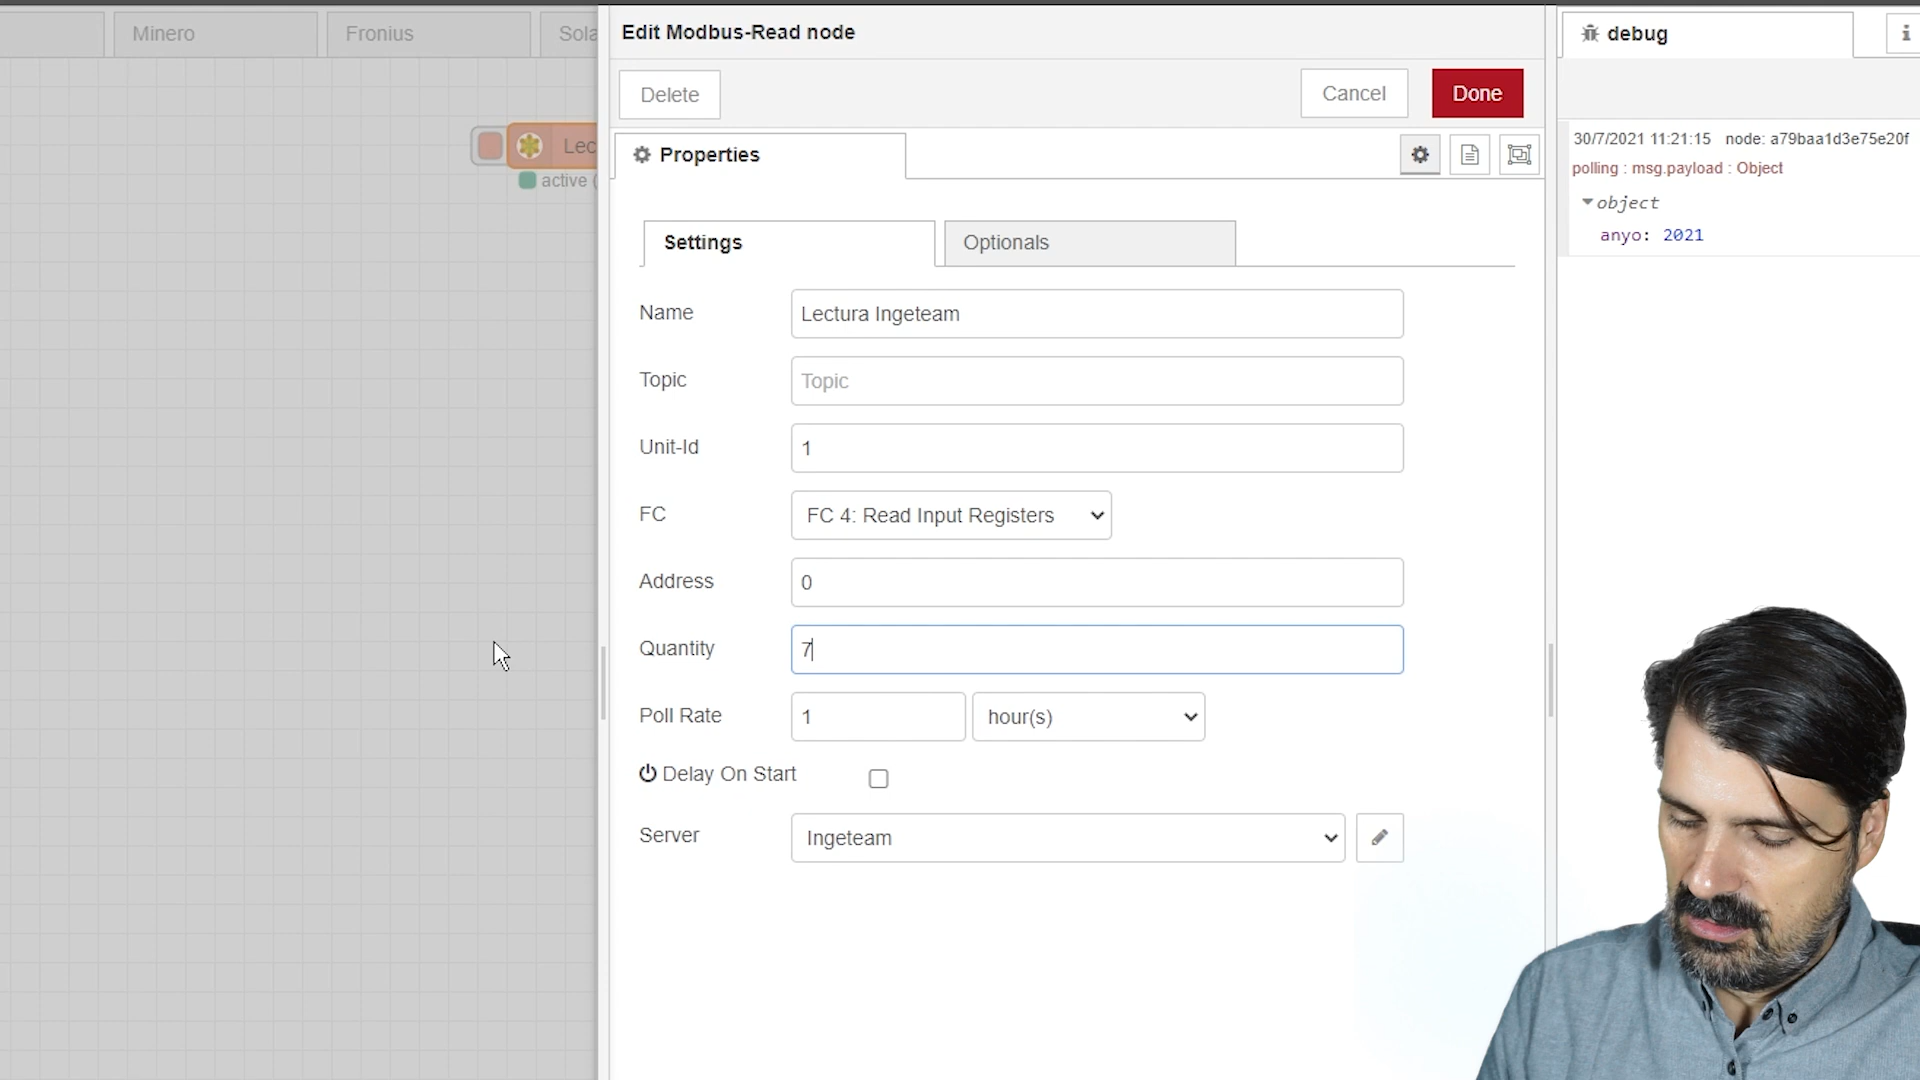 Minero
Fronius
Sola
Edit Modbus-Read node
debug
i
Delete
Cancel
Done
Lec
active (
Properties
30/7/2021 11:21:15 node: a79baa1d3e75e20f
polling : msg.payload : Object
object
anyo: 2021
Settings
Optionals
Name
Lectura Ingeteam
Topic
Topic
Unit-Id
1
FC
FC 4: Read Input Registers
Address
0
Quantity
7
Poll Rate
1
hour(s)
Delay On Start
Server
Ingeteam